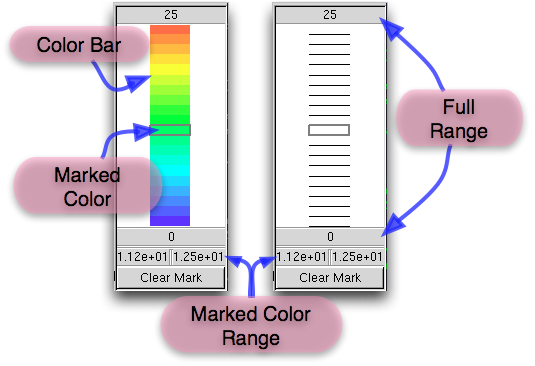 25
25
Color Bar
Full
Range
Marked
Color
0
0
1.12e+01 1.25e+01
1.12e+01 1.25e+01
Clear Mark
Clear Mark
Marked Color
Range